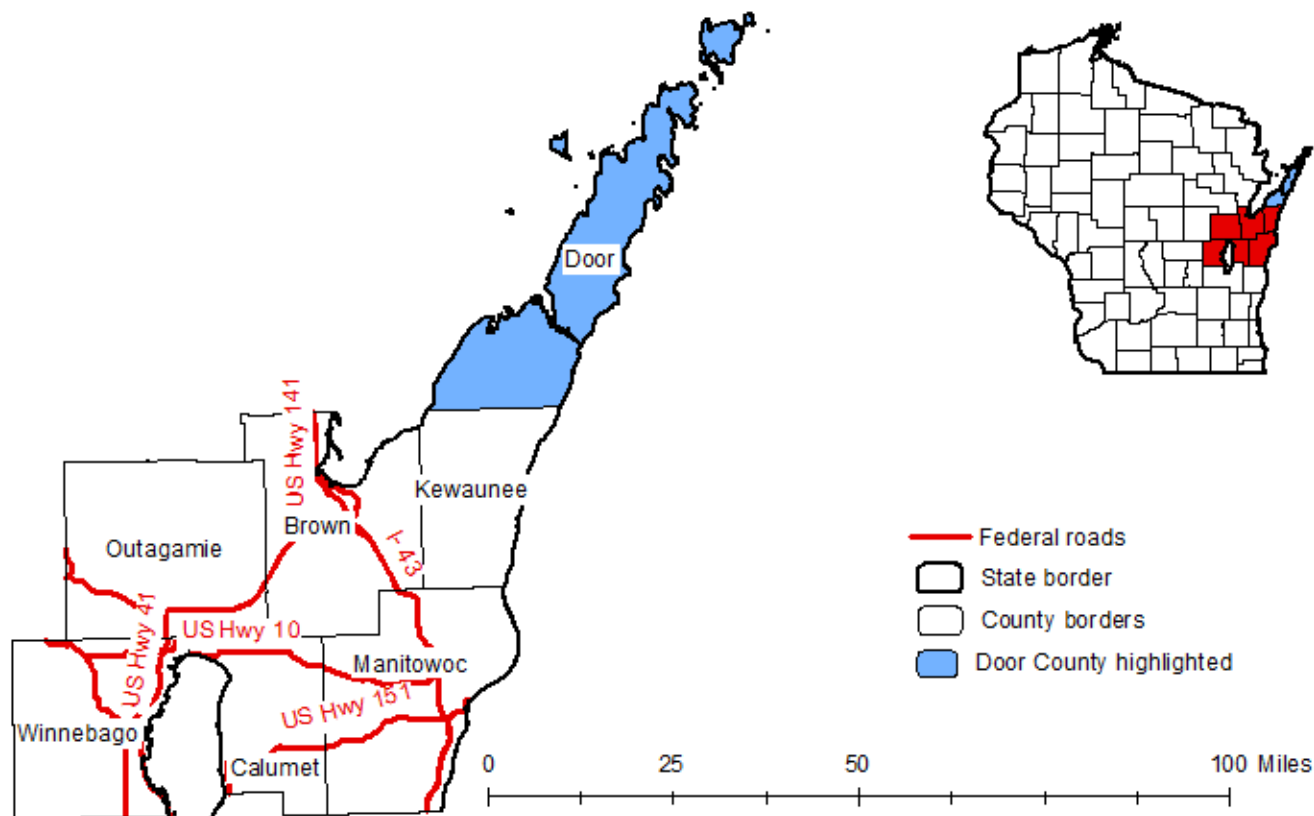 Door
US Hwy 141
Kewaunee
Brown
Outagamie
I-43
Federal roads
State border
County borders
Door County highlighted
US Hwy 41
US Hwy 10
Manitowoc
US Hwy 151
Winnebago
Calumet
0 25 50 100 Miles